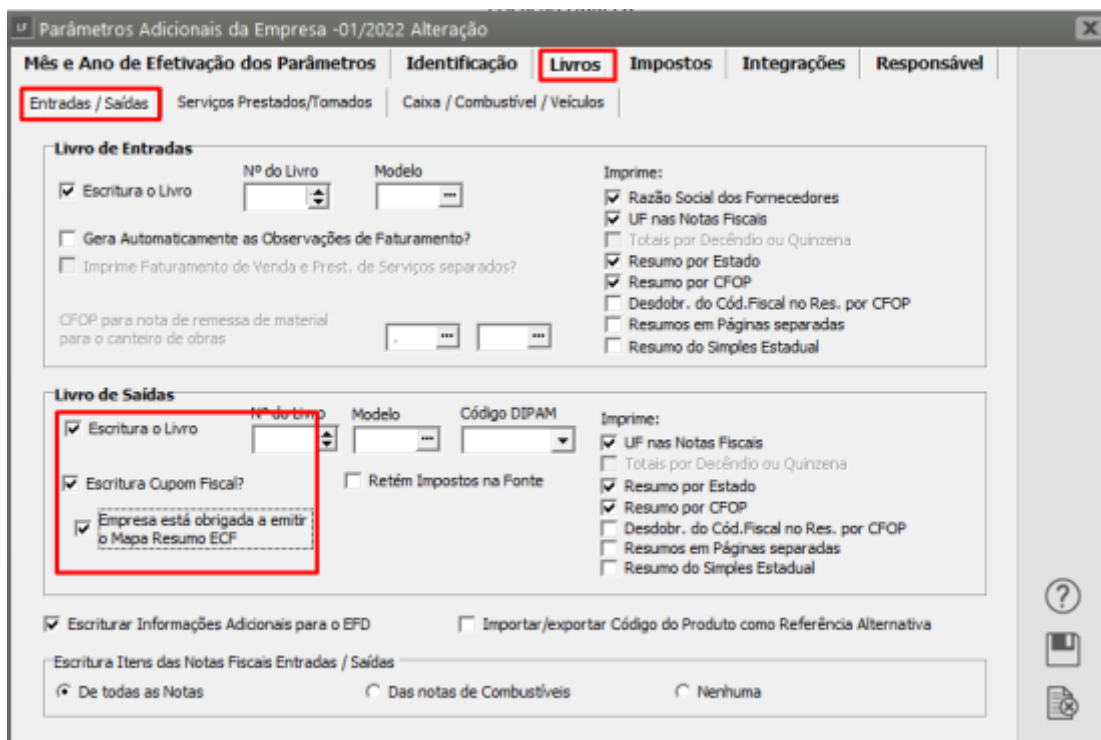 LF Parâmetros Adicionais da Empresa -01/2022 Alteração
Mês e Ano de Efetivação dos Parâmetros Identificação Livros Impostos Integrações Responsável
Entradas / Saídas Serviços Prestados/Tomados Caixa / Combustível / Veículos
Livro de Entradas
Nº do Livro Modelo Imprime:
Escritura o Livro Razão Social dos Fornecedores
UF nas Notas Fiscais
Gera Automaticamente as Observações de Faturamento? Totais por Decêndio ou Quinzena
Imprime Faturamento de Venda e Prest. de Serviços separados? Resumo por Estado
Resumo por CFOP
Desdobr. do Cód.Fiscal no Res. por CFOP
CFOP para nota de remessa de material Resumos em Páginas separadas
para o canteiro de obras Resumo do Simples Estadual
Livro de Saídas
Nº do Livro Modelo Código DIPAM Imprime:
Escritura o Livro UF nas Notas Fiscais
Totais por Decêndio ou Quinzena
Escritura Cupom Fiscal? Retém Impostos na Fonte Resumo por Estado
Resumo por CFOP
Empresa está obrigada a emitir Desdobr. do Cód.Fiscal no Res. por CFOP
o Mapa Resumo ECF Resumos em Páginas separadas
Resumo do Simples Estadual
Escriturar Informações Adicionais para o EFD Importar/exportar Código do Produto como Referência Alternativa
Escritura Itens das Notas Fiscais Entradas / Saídas
De todas as Notas Das notas de Combustíveis Nenhuma